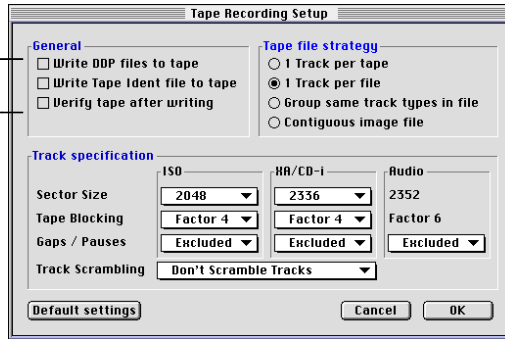 Tape Recording Setup
General
Write DDP files to tape
Write Tape Ident file to tape
Verify tape after writing
Tape file strategy
1 Track per tape
1 Track per file
Group same track types in file
Contiguous image file
Track specification
ISO XA/CD-i Audio
Sector Size 2048 2336 2352
Tape Blocking Factor 4 Factor 4 Factor 6
Gaps / Pauses Excluded Excluded Excluded
Track Scrambling Don't Scramble Tracks
Default settings Cancel OK